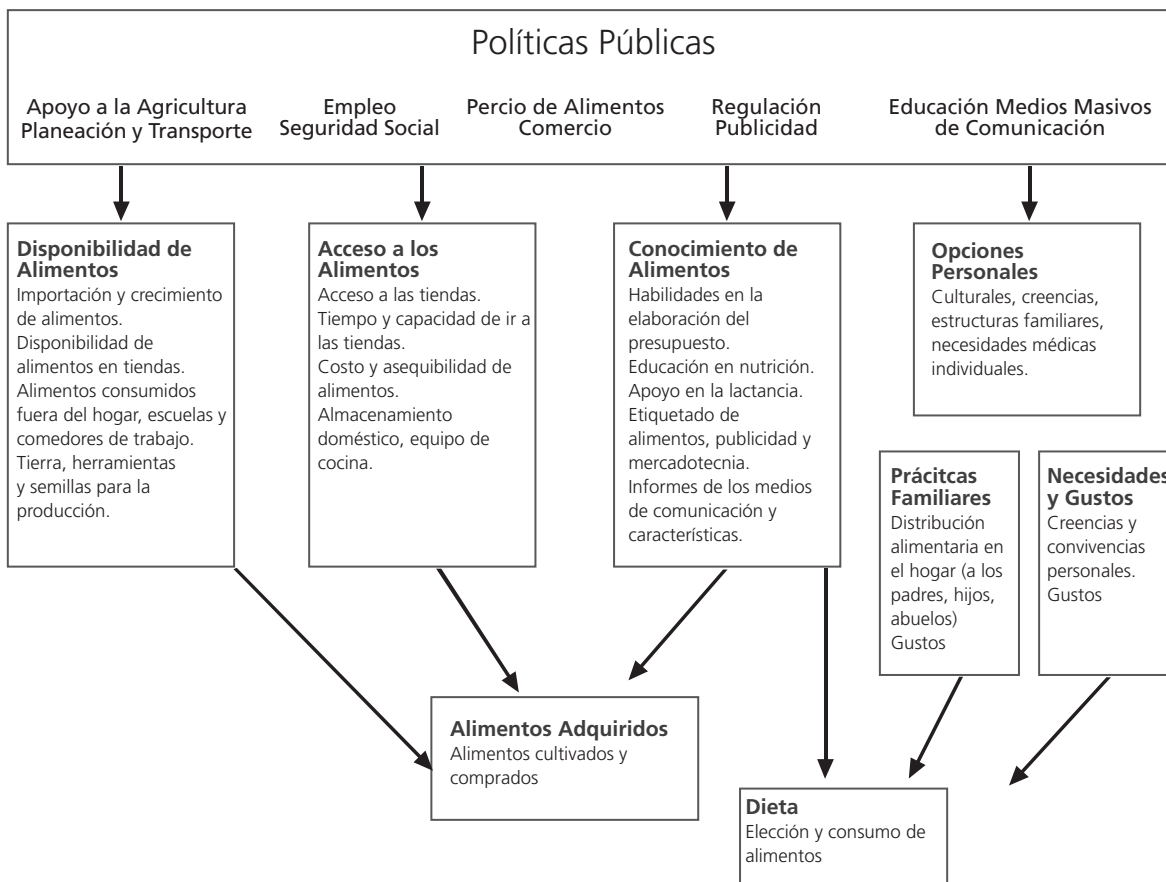 Políticas Públicas
Apoyo a la Agricultura
Planeación y Transporte
Empleo
Seguridad Social
Percio de Alimentos
Comercio
Regulación
Publicidad
Educación Medios Masivos
de Comunicación
Disponibilidad de
Alimentos
Importación y crecimiento
de alimentos.
Disponibilidad de
alimentos en tiendas.
Alimentos consumidos
fuera del hogar, escuelas y
comedores de trabajo.
Tierra, herramientas
y semillas para la
producción.
Acceso a los
Alimentos
Acceso a las tiendas.
Tiempo y capacidad de ir a
las tiendas.
Costo y asequibilidad de
alimentos.
Almacenamiento
doméstico, equipo de
cocina.
Conocimiento de
Alimentos
Habilidades en la
elaboración del
presupuesto.
Educación en nutrición.
Apoyo en la lactancia.
Etiquetado de
alimentos, publicidad y
mercadotecnia.
Informes de los medios
de comunicación y
características.
Opciones
Personales
Culturales, creencias,
estructuras familiares,
necesidades médicas
individuales.
Prácitcas
Familiares
Distribución
alimentaria en
el hogar (a los
padres, hijos,
abuelos)
Gustos
Necesidades
y Gustos
Creencias y
convivencias
personales.
Gustos
Alimentos Adquiridos
Alimentos cultivados y
comprados
Dieta
Elección y consumo de
alimentos